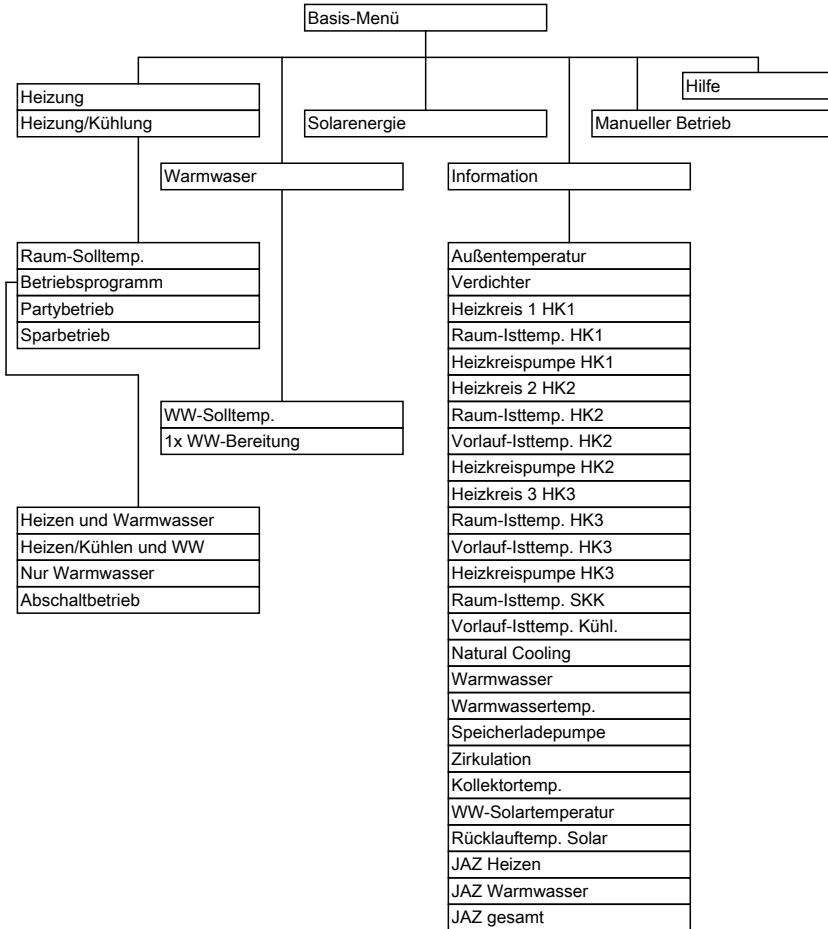 Basis-Menü
Heizung
Heizung/Kühlung
Solarenergie
Hilfe
Manueller Betrieb
Warmwaser
Information
Raum-Solltemp.
Betriebsprogramm
Partybetrieb
Sparbetrieb
WW-Solltemp.
1x WW-Bereitung
Heizen und Warmwasser
Heizen/Kühlen und WW
Nur Warmwasser
Abschaltbetrieb
Außentemperatur
Verdichter
Heizkreis 1 HK1
Raum-Isttemp. HK1
Heizkreispumpe HK1
Heizkreis 2 HK2
Raum-Isttemp. HK2
Vorlauf-Isttemp. HK2
Heizkreispumpe HK2
Heizkreis 3 HK3
Raum-Isttemp. HK3
Vorlauf-Isttemp. HK3
Heizkreispumpe HK3
Raum-Isttemp. SKK
Vorlauf-Isttemp. Kühl.
Natural Cooling
Warmwasser
Warmwassertemp.
Speicherladepumpe
Zirkulation
Kollektortemp.
WW-Solartemperatur
Rücklauftemp. Solar
JAZ Heizen
JAZ Warmwasser
JAZ gesamt